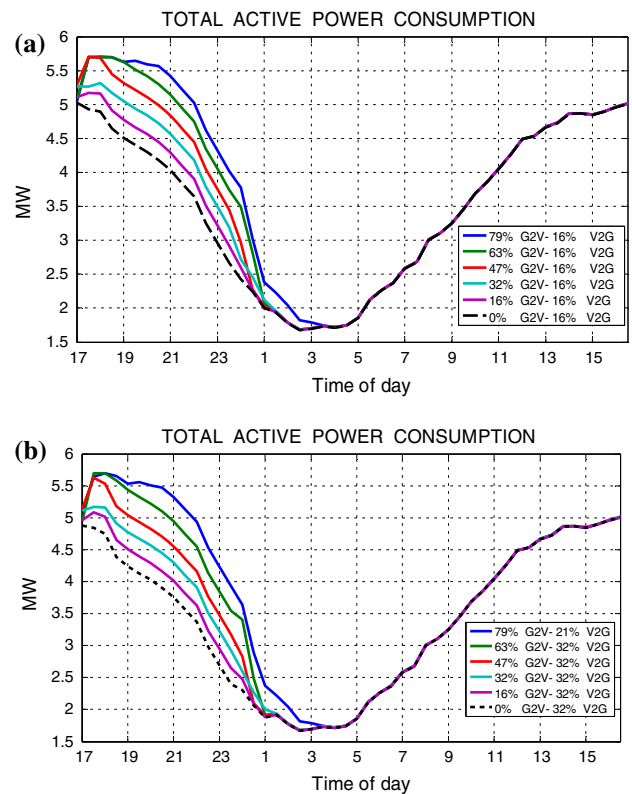 TOTAL ACTIVE POWER CONSUMPTION
(a)
6
5.5
5
4.5
4
3.5
3
2.5
2
1.5
MW
79% G2V- 16% V2G
63% G2V- 16% V2G
47% G2V- 16% V2G
32% G2V- 16% V2G
16% G2V- 16% V2G
0% G2V- 16% V2G
17 19 21 23 1 3 5 7 9 11 13 15
Time of day
TOTAL ACTIVE POWER CONSUMPTION
(b)
6
5.5
5
4.5
4
3.5
3
2.5
2
1.5
MW
79% G2V- 21% V2G
63% G2V- 32% V2G
47% G2V- 32% V2G
32% G2V- 32% V2G
16% G2V- 32% V2G
0% G2V- 32% V2G
17 19 21 23 1 3 5 7 9 11 13 15
Time of day